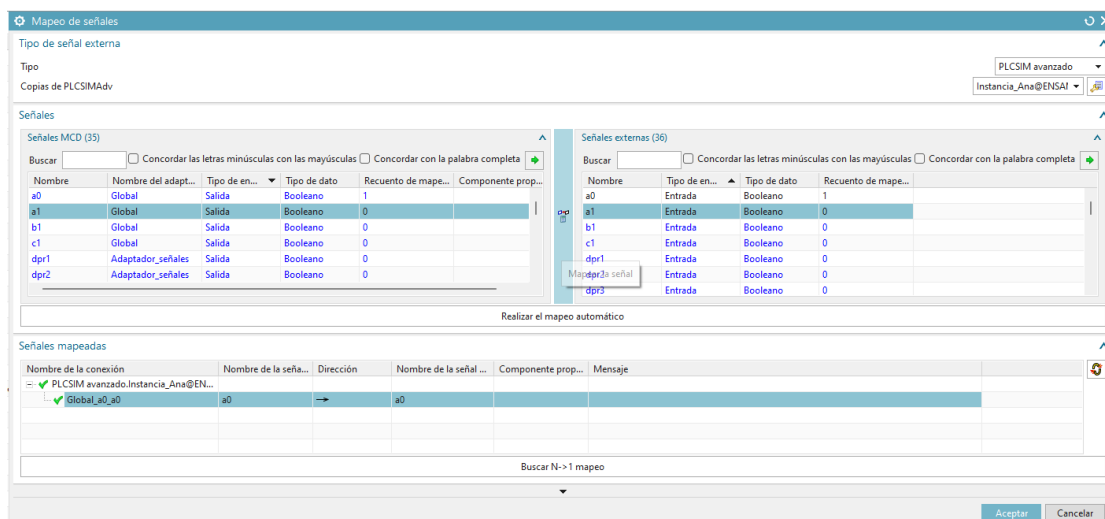 Mapeo de señales
Tipo de señal externa
Tipo PLCSIM avanzado
Copias de PLCSIMAdv Instancia_Ana@ENSAI
Señales
Señales MCD (35)
Buscar Concordar las letras minúsculas con las mayúsculas Concordar con la palabra completa
Nombre Nombre del adapt... Tipo de en... Tipo de dato Recuento de mape... Componente prop...
a0 Global Salida Booleano 1
a1 Global Salida Booleano 0
b1 Global Salida Booleano 0
c1 Global Salida Booleano 0
dpr1 Adaptador_señales Salida Booleano 0
dpr2 Adaptador_señales Salida Booleano 0
Señales externas (36)
Buscar Concordar las letras minúsculas con las mayúsculas Concordar con la palabra completa
Nombre Tipo de en... Tipo de dato Recuento de mape...
a0 Entrada Booleano 1
a1 Entrada Booleano 0
b1 Entrada Booleano 0
c1 Entrada Booleano 0
dpr1 Entrada Booleano 0
dpr2 Entrada Booleano 0
dpr3 Entrada Booleano 0
Mapear la señal
Realizar el mapeo automático
Señales mapeadas
Nombre de la conexión Nombre de la seña... Dirección Nombre de la señal ... Componente prop... Mensaje
PLCSIM avanzado.Instancia_Ana@EN...
Global_a0_a0 a0 → a0
Buscar N->1 mapeo
Aceptar Cancelar